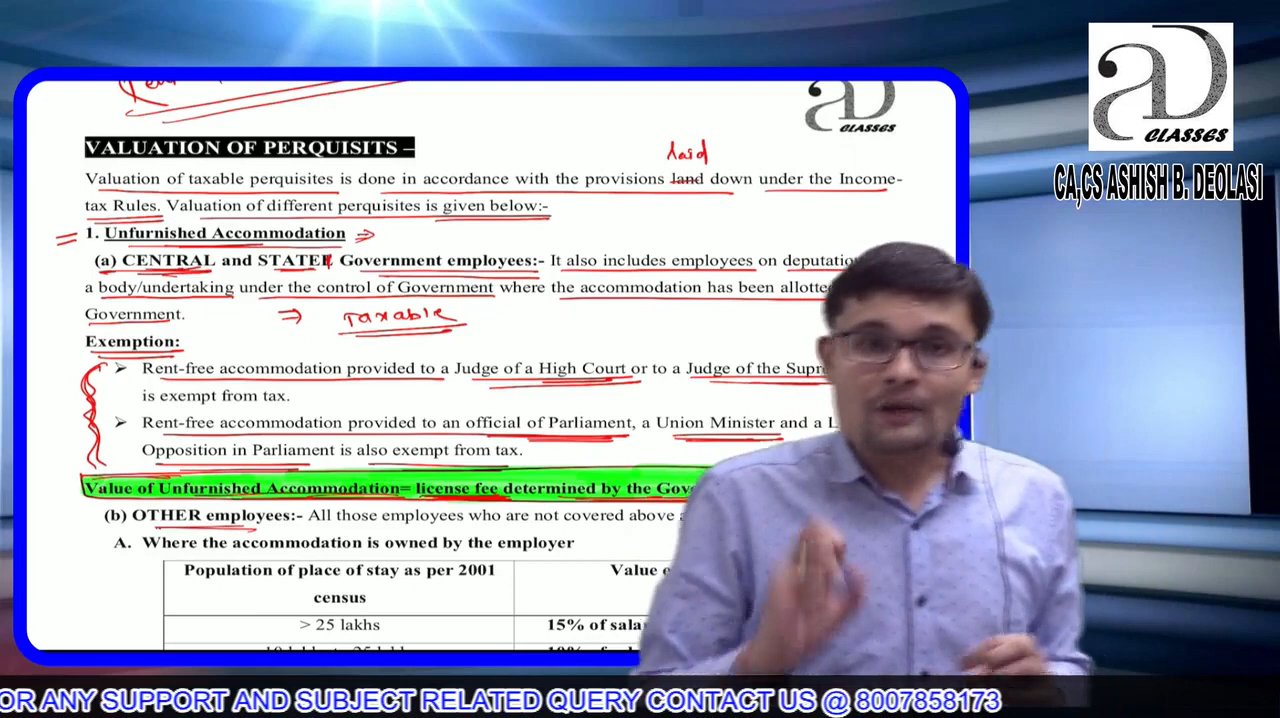 aD
CLASSES
CA,CS ASHISH B. DEOLASI
aD
CLASSES
VALUATION OF PERQUISITS –
laid
Valuation of taxable perquisites is done in accordance with the provisions land down under the Income-
tax Rules. Valuation of different perquisites is given below:-
1. Unfurnished Accommodation
(a) CENTRAL and STATE Government employees:- It also includes employees on
a body/undertaking under the control of Government where the accommodation has been
Government. ⇒ Taxable
Exemption:
➢ Rent-free accommodation provided to a Judge of a High Court or to a Judge of the
is exempt from tax.
➢ Rent-free accommodation provided to an official of Parliament, a Union Minister and a
Opposition in Parliament is also exempt from tax.
Value of Unfurnished Accommodation= license fee determined by the
(b) OTHER employees:- All those employees who are not covered above
A. Where the accommodation is owned by the employer
Population of place of stay as per 2001 Value
census
> 25 lakhs 15% of
OR ANY SUPPORT AND SUBJECT RELATED QUERY CONTACT US @ 8007858173